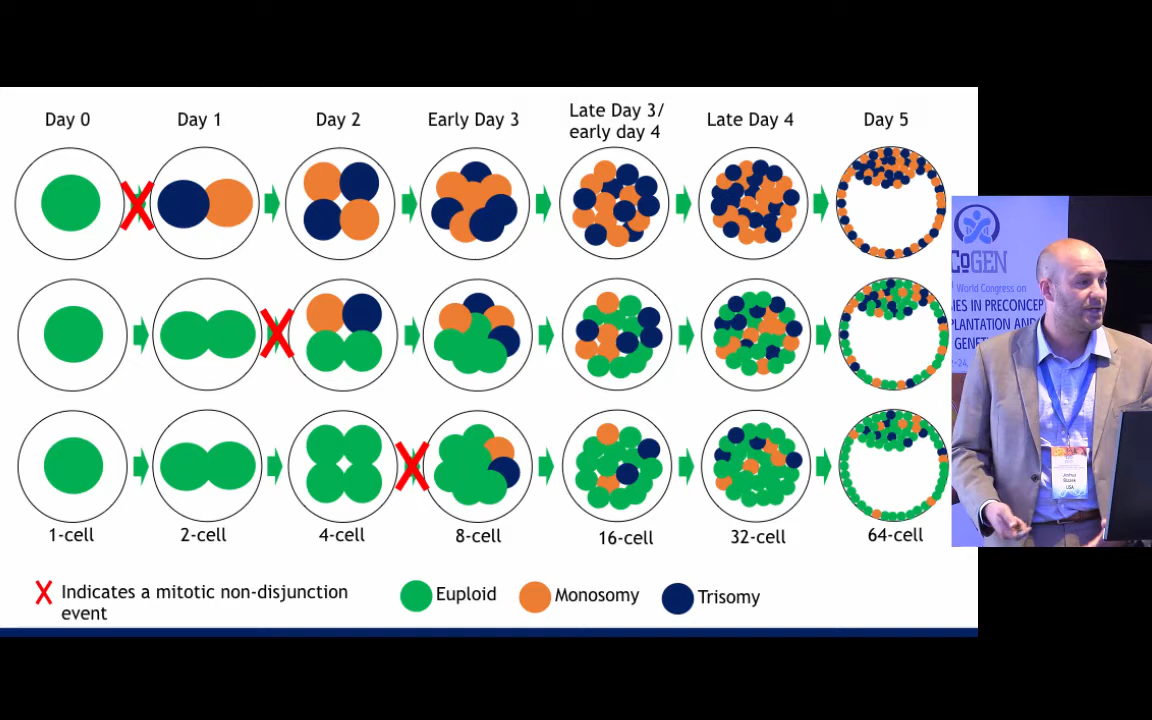 Day 0
Day 1
Day 2
Early Day 3
Late Day 3/
early day 4
Late Day 4
Day 5
1-cell
2-cell
4-cell
8-cell
16-cell
32-cell
64-cell
Indicates a mitotic non-disjunction
event
Euploid
Monosomy
Trisomy
CoGEN
World Congress on
IES IN PRECONCEP
PLANTATION AND
GENET
USA